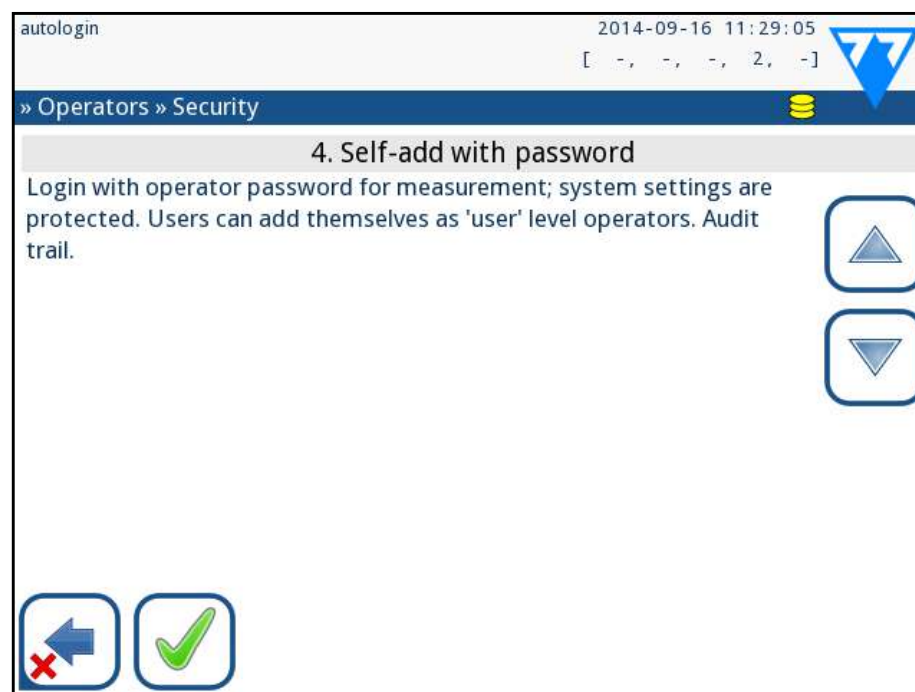 autologin
2014-09-16 11:29:05
[ -, -, -, 2, -]
» Operators » Security
4. Self-add with password
Login with operator password for measurement; system settings are
protected. Users can add themselves as 'user' level operators. Audit
trail.